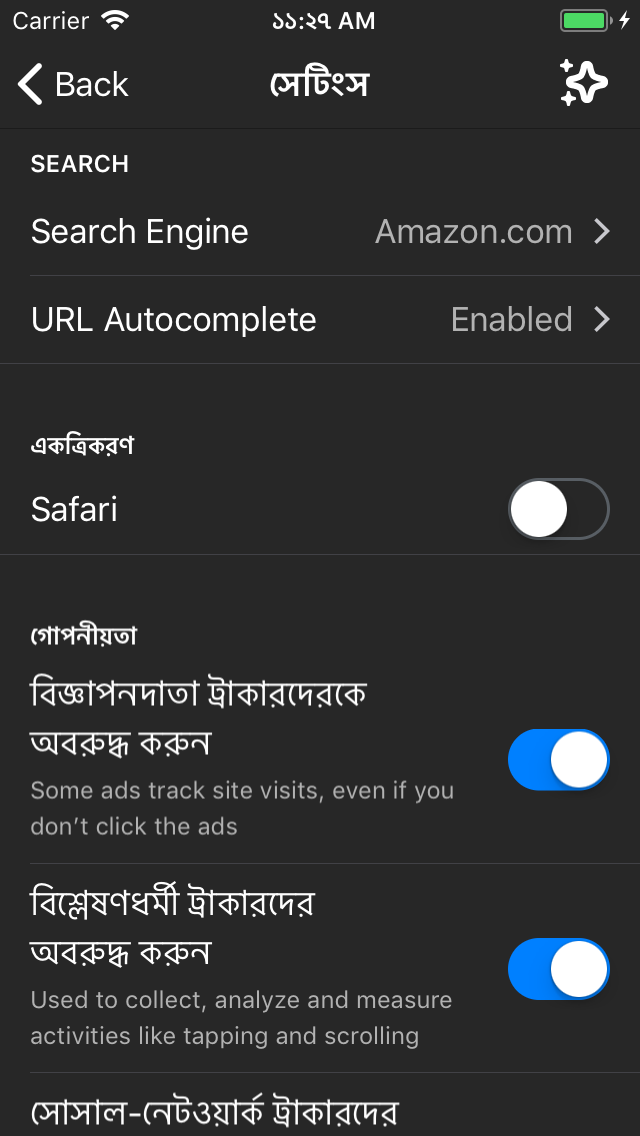 Carrier ১১:২৭ AM
Back সেটিংস
SEARCH
Search Engine Amazon.com
URL Autocomplete Enabled
একত্রিকরণ
Safari
গোপনীয়তা
বিজ্ঞাপনদাতা ট্রাকারদেরকে
অবরুদ্ধ করুন
Some ads track site visits, even if you
don’t click the ads
বিশ্লেষণধর্মী ট্রাকারদের
অবরুদ্ধ করুন
Used to collect, analyze and measure
activities like tapping and scrolling
সোসাল-নেটওয়ার্ক ট্রাকারদের